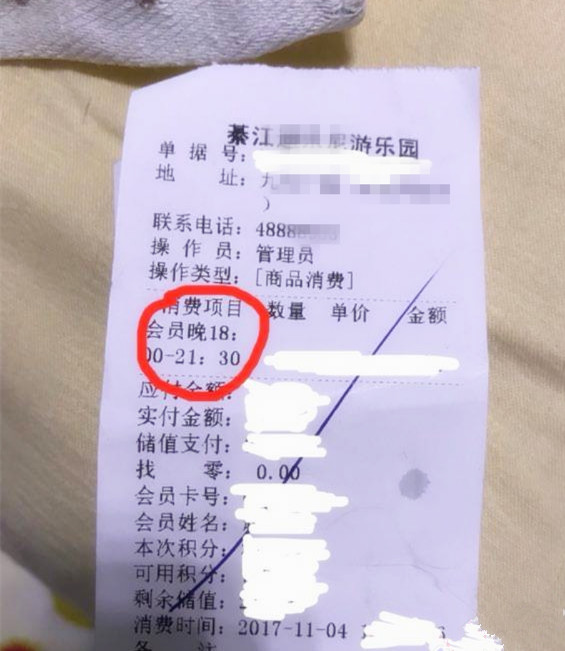 綦江 游乐园
单据号：
地 址：九
）
联系电话：4888
操作员：管理员
操作类型：[商品消费]
消费项目 数量 单价 金额
会员晚18：
00-21：30
应付金额：
实付金额：
储值支付：
找 零：0.00
会员卡号：
会员姓名：
本次积分：
可用积分：
剩余储值：
消费时间：2017-11-04
备 注